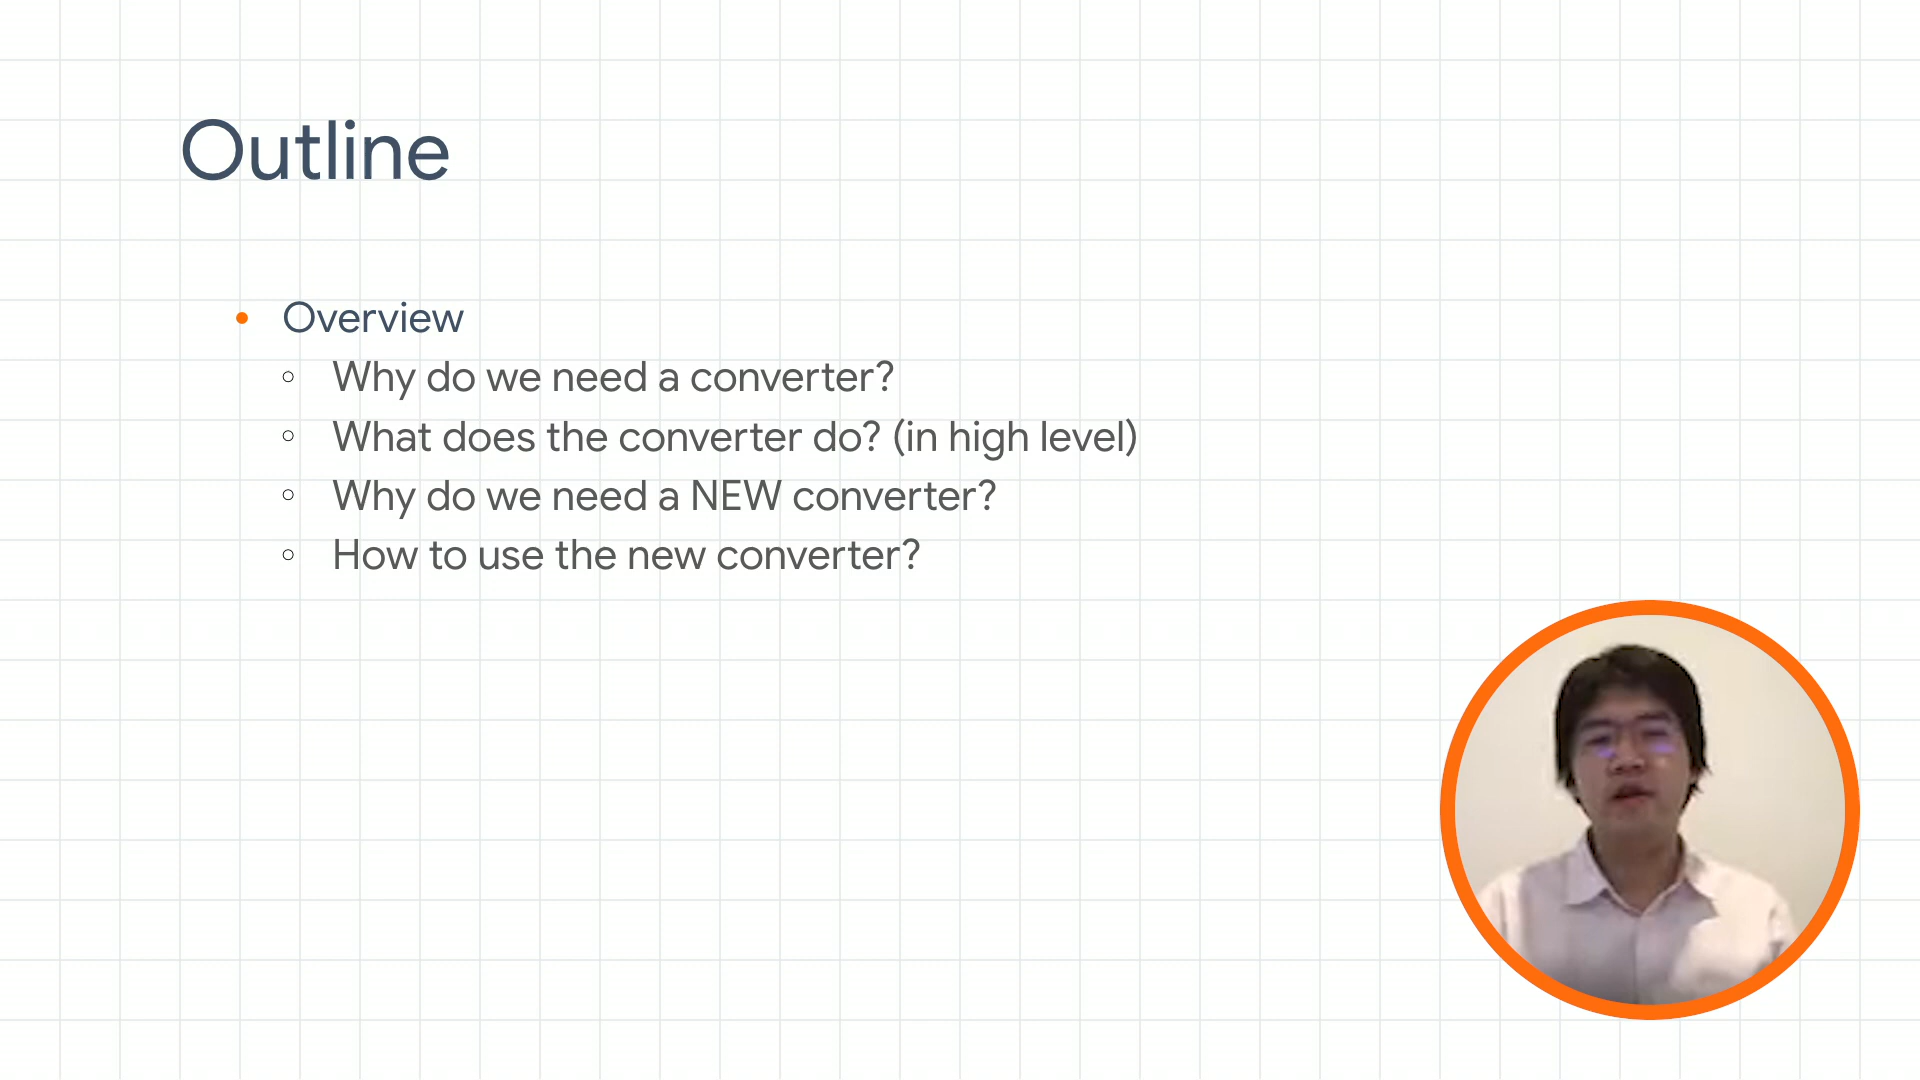 Outline
Overview
Why do we need a converter?
What does the converter do? (in high level)
Why do we need a NEW converter?
How to use the new converter?